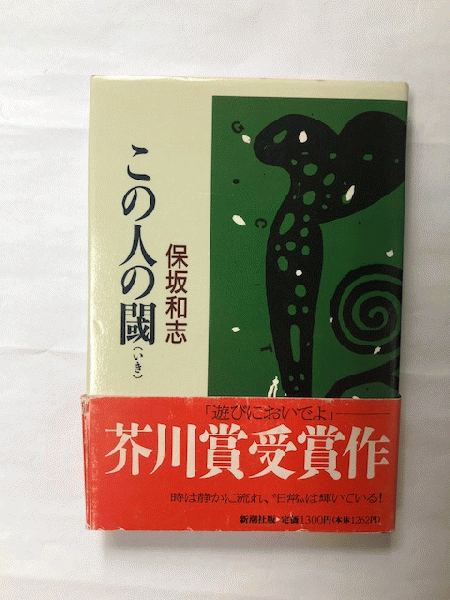 この人の閾
(いき)
保坂和志
G
G
C
T
「遊びにおいでよ」
芥川賞受賞作
時は静かに流れ、“日常”は輝いている!
新潮社版 定価1300円(本体1262円)